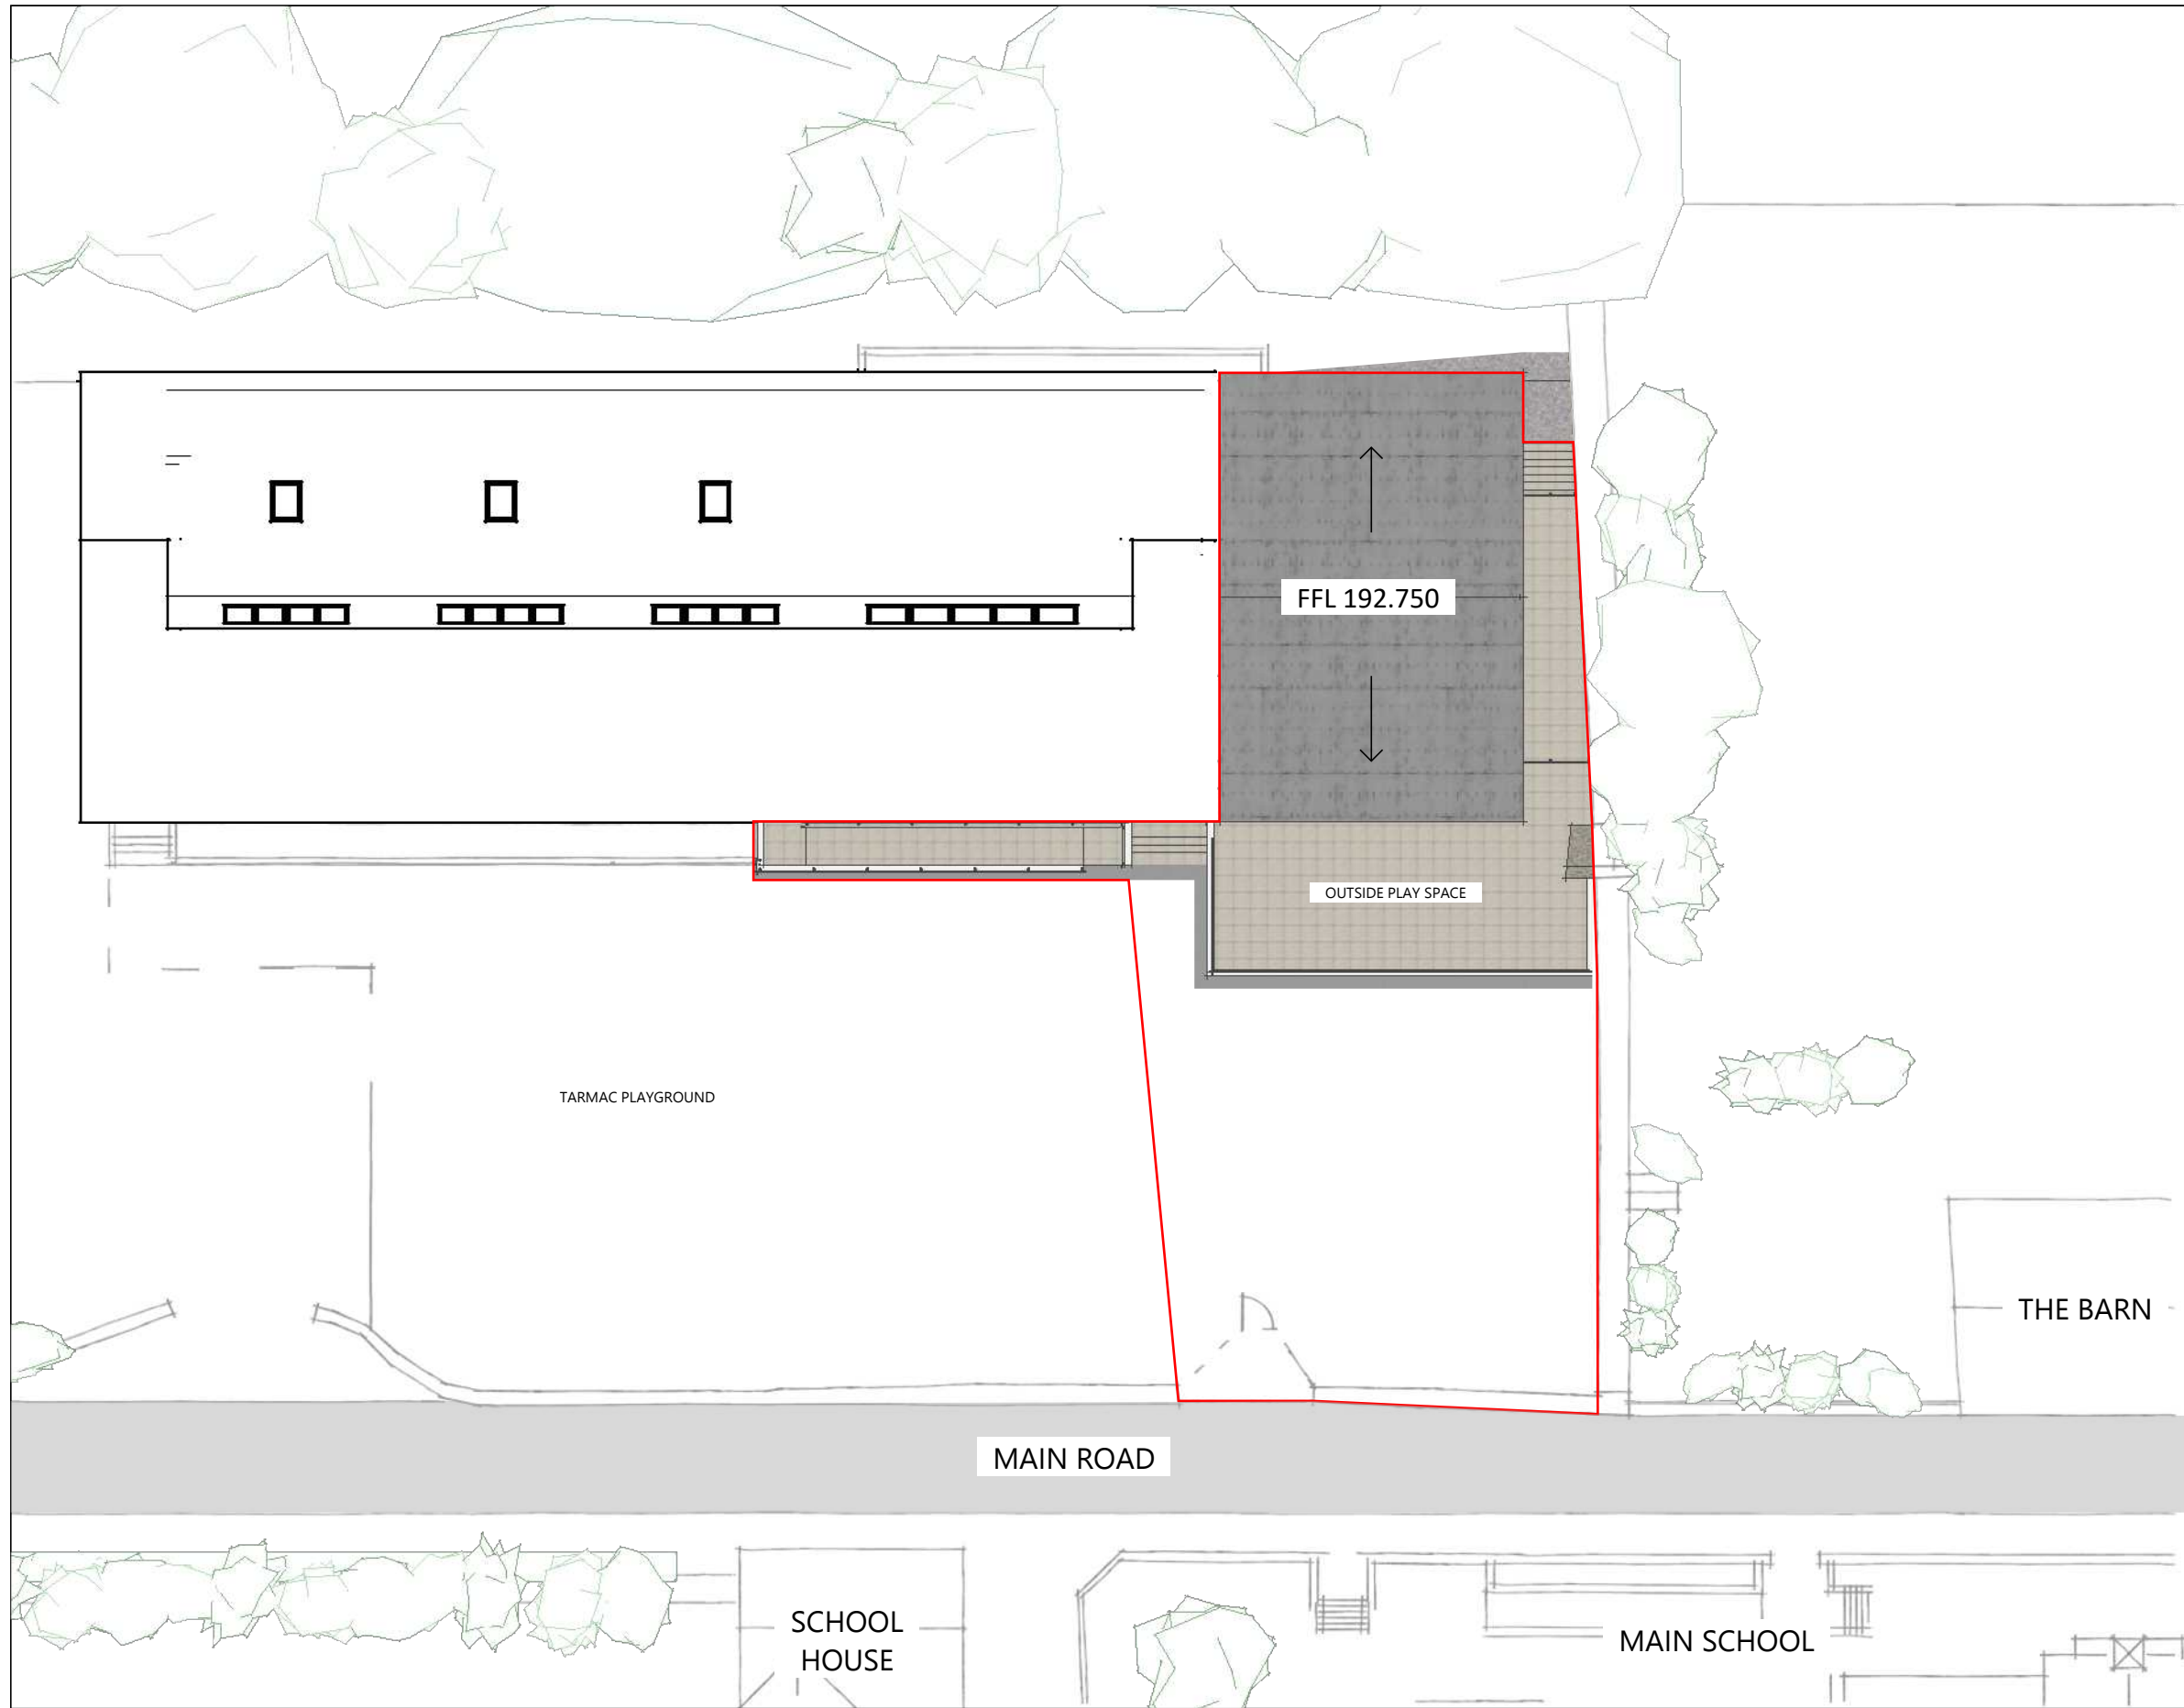 FFL 192.750
OUTSIDE PLAY SPACE
TARMAC PLAYGROUND
THE BARN
MAIN ROAD
SCHOOL
HOUSE
MAIN SCHOOL